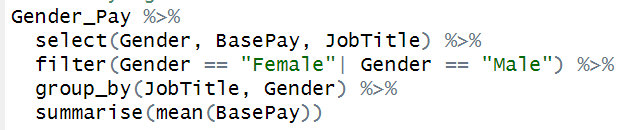 Gender_Pay %>%
  select(Gender, BasePay, JobTitle) %>%
  filter(Gender == "Female"| Gender == "Male") %>%
  group_by(JobTitle, Gender) %>%
  summarise(mean(BasePay))